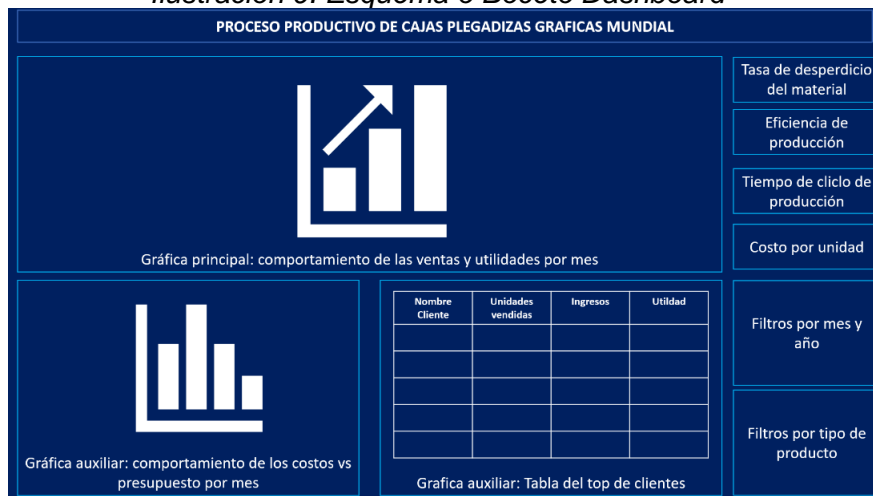 Ilustración 9. Esquema o Boceto Dashboard
PROCESO PRODUCTIVO DE CAJAS PLEGADIZAS GRAFICAS MUNDIAL
Tasa de desperdicio
del material
Eficiencia de
producción
Tiempo de cliclo de
producción
Costo por unidad
Gráfica principal: comportamiento de las ventas y utilidades por mes
Filtros por mes y
año
Filtros por tipo de
producto
Gráfica auxiliar: comportamiento de los costos vs
presupuesto por mes
Nombre
Cliente
Unidades
vendidas
Ingresos
Utildad
Grafica auxiliar: Tabla del top de clientes